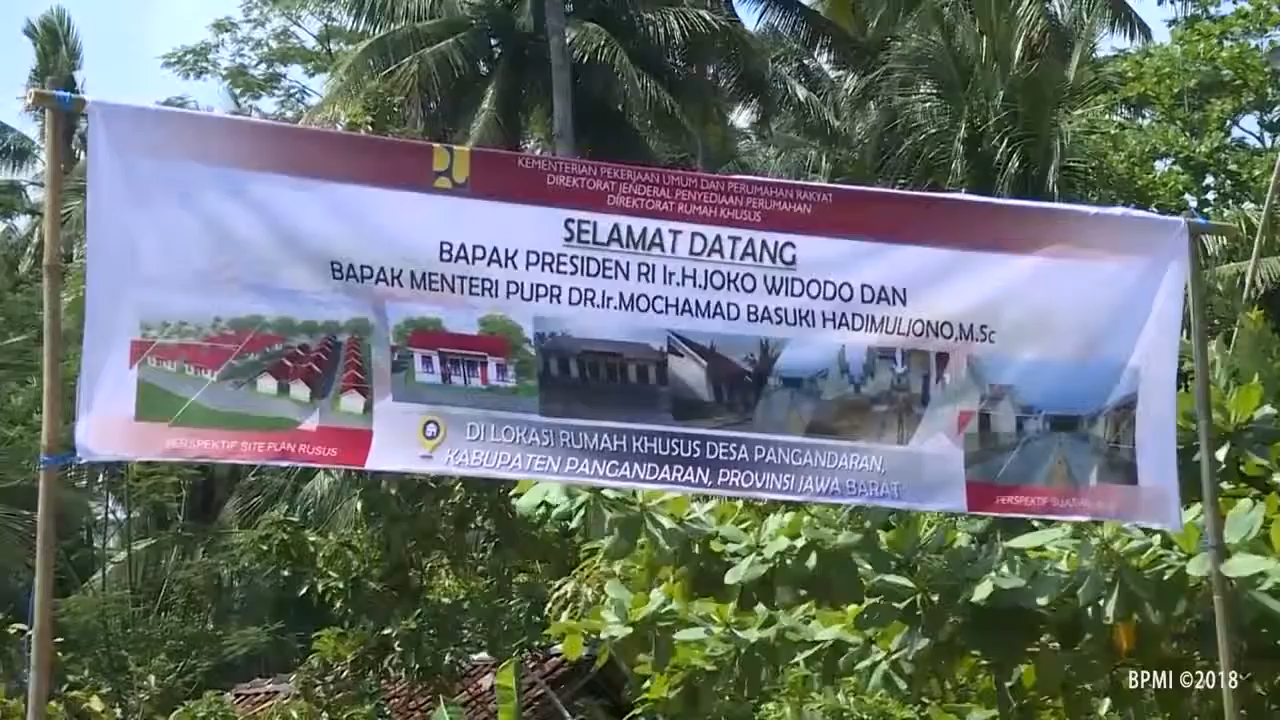 KEMENTERIAN PEKERJAAN UMUM DAN PERUMAHAN RAKYAT
DIREKTORAT JENDERAL PENYEDIAAN PERUMAHAN
DIREKTORAT RUMAH KHUSUS
SELAMAT DATANG
BAPAK PRESIDEN RI Ir.H.JOKO WIDODO DAN
BAPAK MENTERI PUPR DR.Ir.MOCHAMAD BASUKI HADIMULJONO,M.Sc
PERSPEKTIF SITE PLAN RUSUS
DI LOKASI RUMAH KHUSUS DESA PANGANDARAN,
KABUPATEN PANGANDARAN, PROVINSI JAWA BARAT
PERSPEKTIF
BPMI ©2018